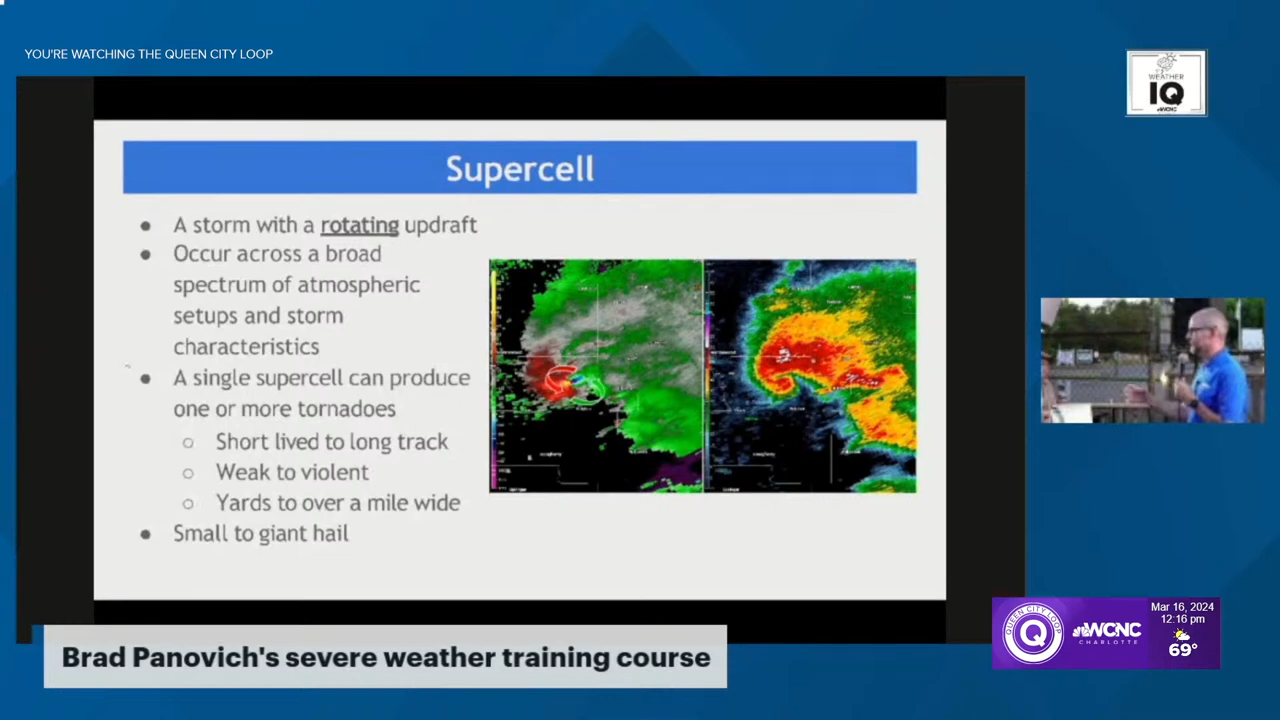 YOU'RE WATCHING THE QUEEN CITY LOOP
WEATHER
IQ
WCNC
Supercell
● A storm with a rotating updraft
● Occur across a broad
spectrum of atmospheric
setups and storm
characteristics
● A single supercell can produce
one or more tornadoes
○ Short lived to long track
○ Weak to violent
○ Yards to over a mile wide
● Small to giant hail
QUEEN CITY LOOP
Q
WCNC
CHARLOTTE
Mar 16, 2024
12:16 pm
69°
Brad Panovich's severe weather training course